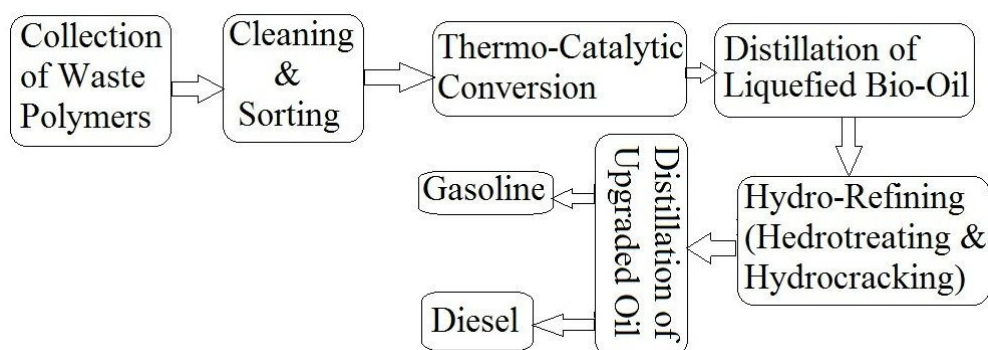 Collection
of Waste
Polymers
Cleaning
&
Sorting
Thermo-Catalytic
Conversion
Distillation of
Liquefied Bio-Oil
Hydro-Refining
(Hedrotreating &
Hydrocracking)
Distillation of
Upgraded Oil
Gasoline
Diesel